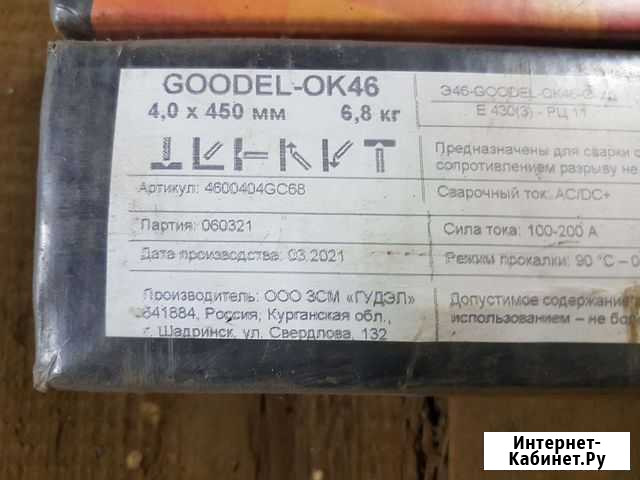 GOODEL-OK46
4,0 x 450 мм 6,8 кг
Артикул: 4600404GC68
Партия: 060321
Дата производства: 03.2021
Производитель: ООО ЗСМ «ГУДЭЛ»
641884, Россия, Курганская обл.,
г. Шадринск, ул. Свердлова, 132
Э46-GOODEL-OK46-
Е 430(3) - РЦ 11
Предназначены для сварки
сопротивлением разрыву не
Сварочный ток: AC/DC+
Сила тока: 100-200 А
Режим прокалки: 90 °C – 
Допустимое содержание
использованием – не
Интернет-
Кабинет.Ру